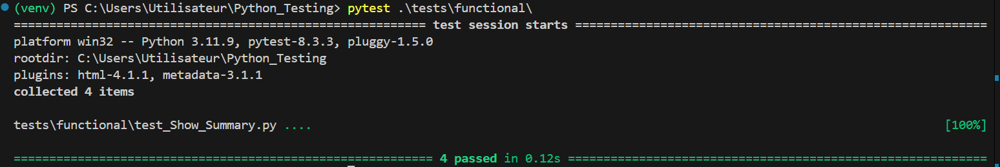 (venv) PS C:\Users\Utilisateur\Python_Testing> pytest .\tests\functional\
========================================================== test session starts ==========================================================
platform win32 -- Python 3.11.9, pytest-8.3.3, pluggy-1.5.0
rootdir: C:\Users\Utilisateur\Python_Testing
plugins: html-4.1.1, metadata-3.1.1
collected 4 items
tests\functional\test_Show_Summary.py .... [100%]
=========================================================== 4 passed in 0.12s ===========================================================